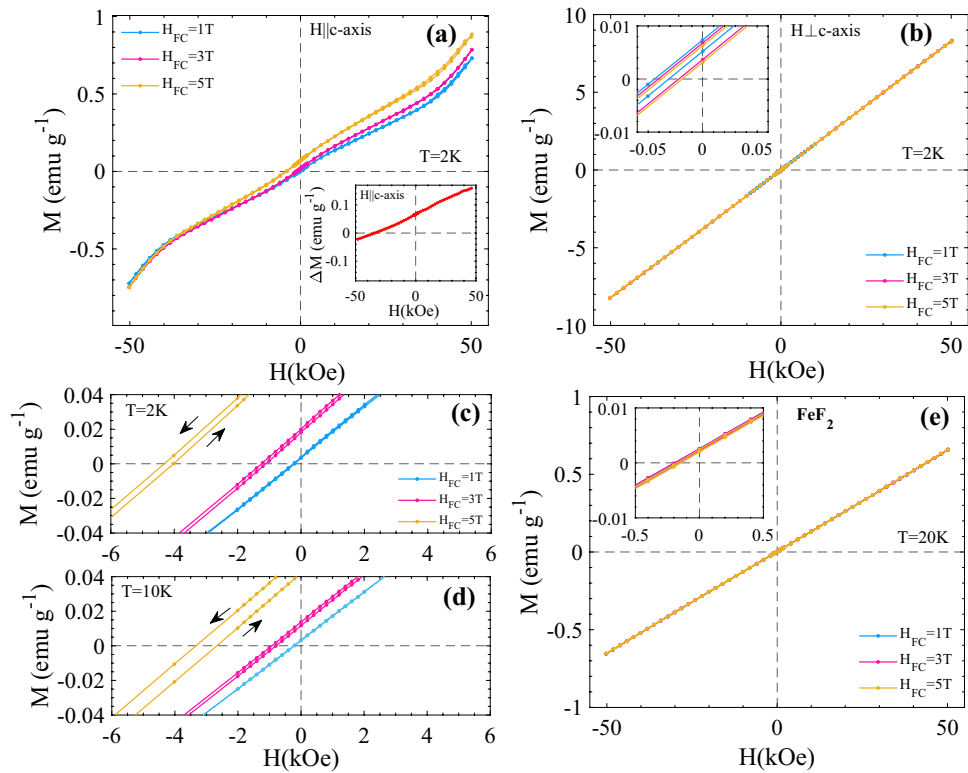 (a)
H||c-axis
H_FC=1T
H_FC=3T
H_FC=5T
T=2K
M (emu g⁻¹)
1
0.5
0
-0.5
-50
0
50
H(kOe)
H||c-axis
ΔM (emu g⁻¹)
0.1
0
-0.1
-50
0
50
H(kOe)
(b)
H⊥c-axis
T=2K
M (emu g⁻¹)
10
5
0
-5
-10
-50
0
50
H(kOe)
0.01
0
-0.01
-0.05
0
0.05
H_FC=1T
H_FC=3T
H_FC=5T
(c)
T=2K
M (emu g⁻¹)
0.04
0.02
0
-0.02
-0.04
-6
-4
-2
0
2
4
6
H_FC=1T
H_FC=3T
H_FC=5T
(d)
T=10K
M (emu g⁻¹)
0.04
0.02
0
-0.02
-0.04
-6
-4
-2
0
2
4
6
H(kOe)
(e)
FeF₂
T=20K
M (emu g⁻¹)
1
0.5
0
-0.5
-1
-50
0
50
H(kOe)
0.01
0
-0.01
-0.5
0
0.5
H_FC=1T
H_FC=3T
H_FC=5T